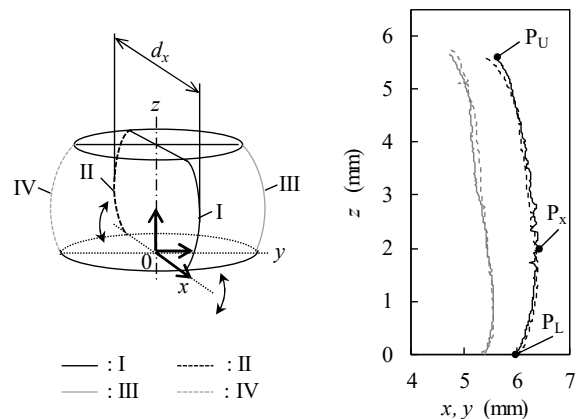 dₓ
z
IV
II
III
I
0
y
x
: I
: II
: III
: IV
6
5
4
3
2
1
0
z (mm)
P_U
P_x
P_L
4 5 6 7
x, y (mm)